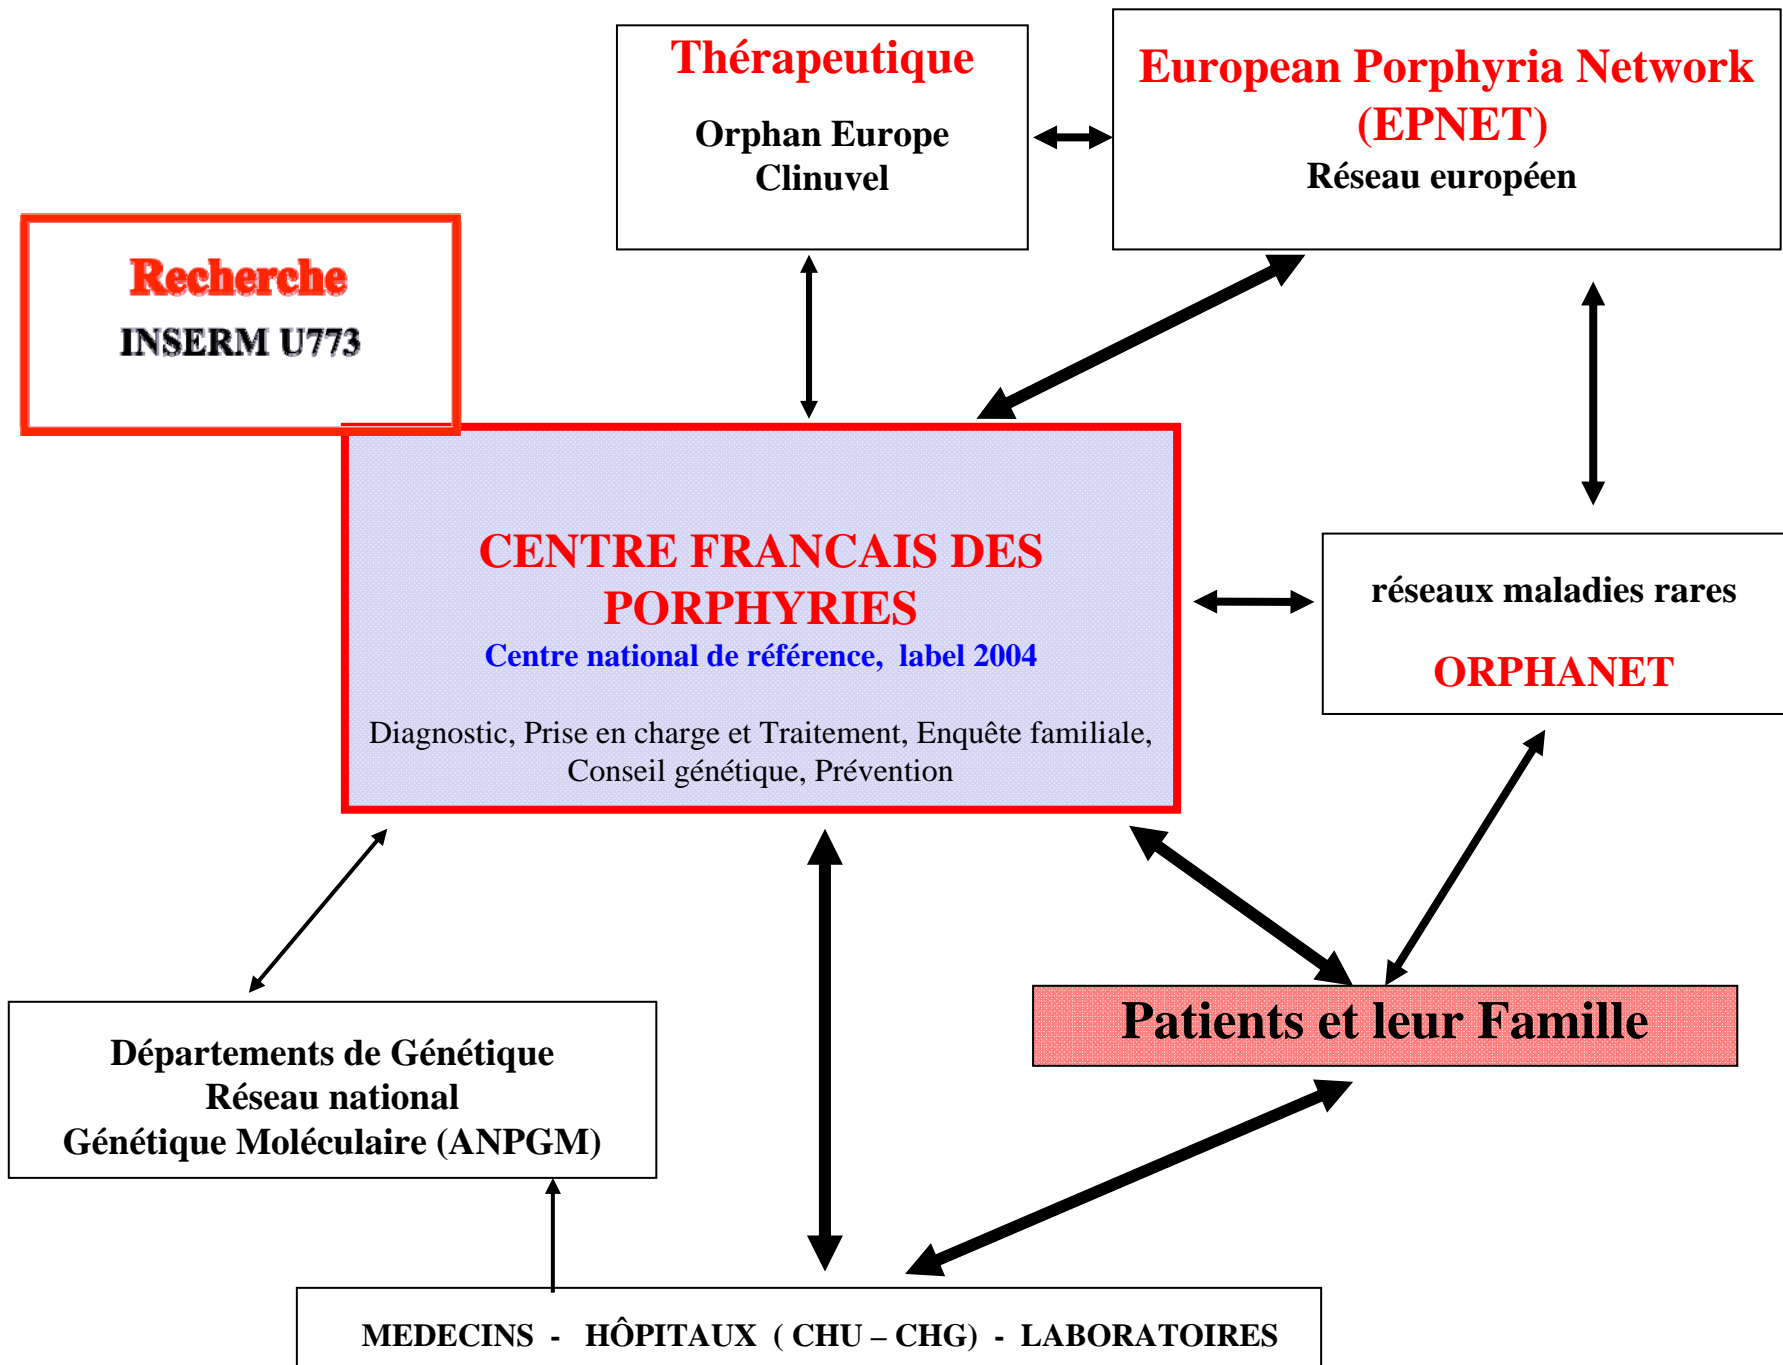 Thérapeutique
Orphan Europe
Clinuvel
European Porphyria Network
(EPNET)
Réseau européen
Recherche
INSERM U773
CENTRE FRANCAIS DES
PORPHYRIES
Centre national de référence, label 2004
Diagnostic, Prise en charge et Traitement, Enquête familiale,
Conseil génétique, Prévention
réseaux maladies rares
ORPHANET
Patients et leur Famille
Départements de Génétique
Réseau national
Génétique Moléculaire (ANPGM)
MEDECINS - HÔPITAUX ( CHU – CHG) - LABORATOIRES